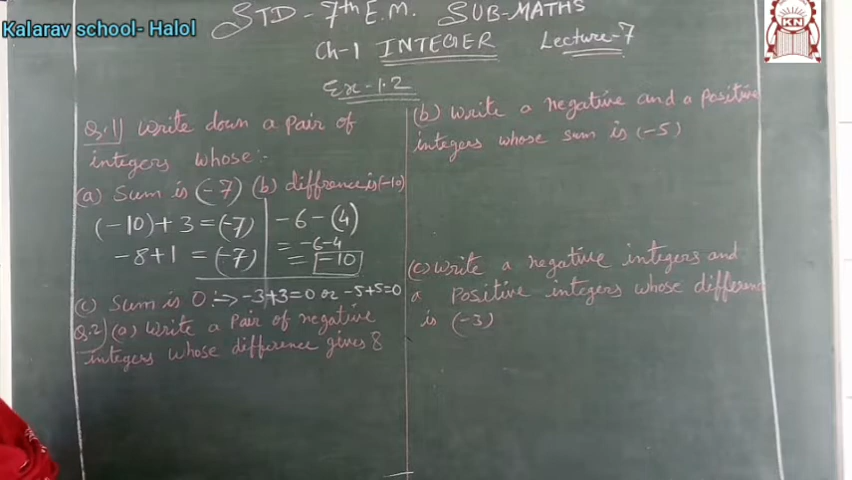 Kalarav school- Halol
STD - 7th E.M. SUB-MATHS
Ch-1 INTEGER Lecture-7
Ex-1.2
KN
Q.1) Write down a pair of
integers whose :-
(a) Sum is (-7) (b) diffrence is (-10)
(-10)+3=(-7) -6-(4)
-8+1 = (-7) = -6-4
= -10
(c) Sum is 0 :→ -3+3=0 or -5+5=0
Q.2) (a) Write a pair of negative
integers whose difference gives 8
(b) Write a negative and a positive
integers whose sum is (-5)
(c) Write a negative integers and
a Positive integers whose differenc
is (-3)